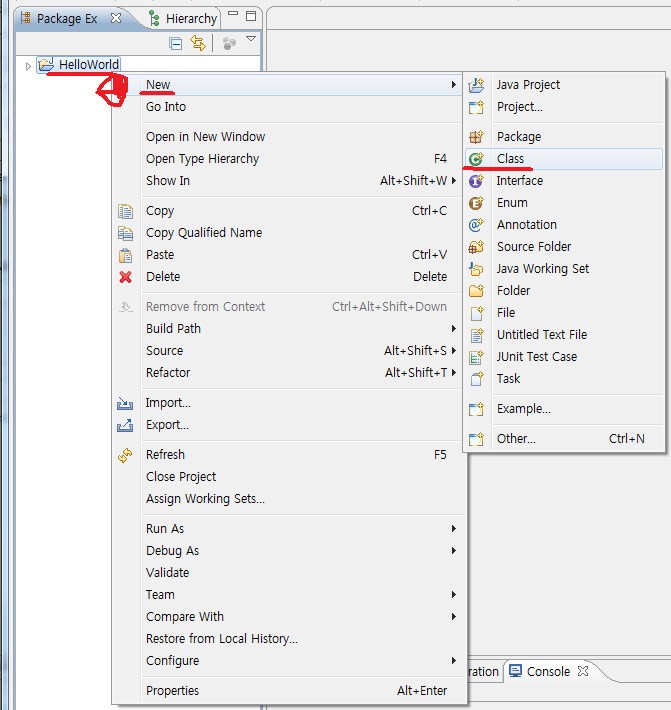 Package Ex
Hierarchy
HelloWorld
New
Go Into
Open in New Window
Open Type Hierarchy F4
Show In Alt+Shift+W
Copy Ctrl+C
Copy Qualified Name
Paste Ctrl+V
Delete Delete
Remove from Context Ctrl+Alt+Shift+Down
Build Path
Source Alt+Shift+S
Refactor Alt+Shift+T
Import...
Export...
Refresh F5
Close Project
Assign Working Sets...
Run As
Debug As
Validate
Team
Compare With
Restore from Local History...
Configure
Properties Alt+Enter
Java Project
Project...
Package
Class
Interface
Enum
Annotation
Source Folder
Java Working Set
Folder
File
Untitled Text File
JUnit Test Case
Task
Example...
Other... Ctrl+N
ration
Console